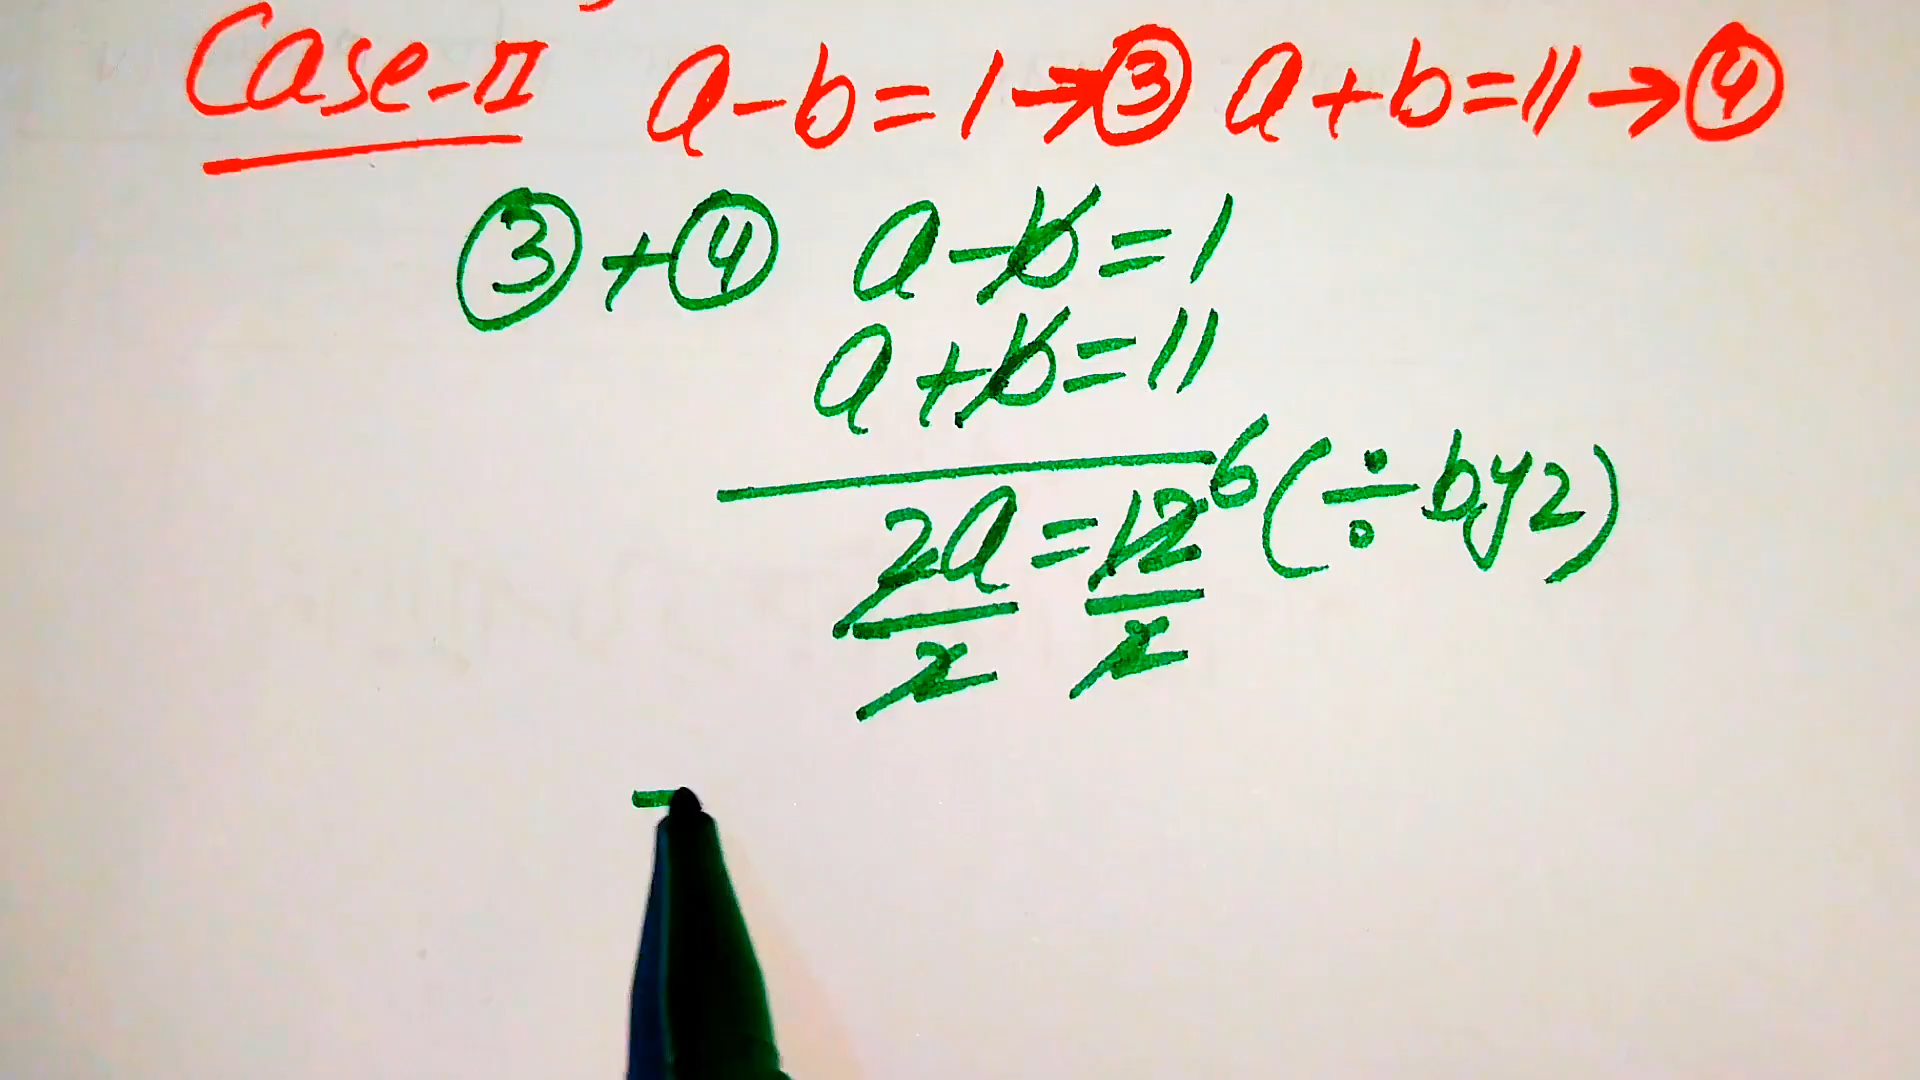 Case-II a-b=1→③ a+b=11→④
③+④ a-b=1
a+b=11
2a=12 6 (÷by2)
2 2